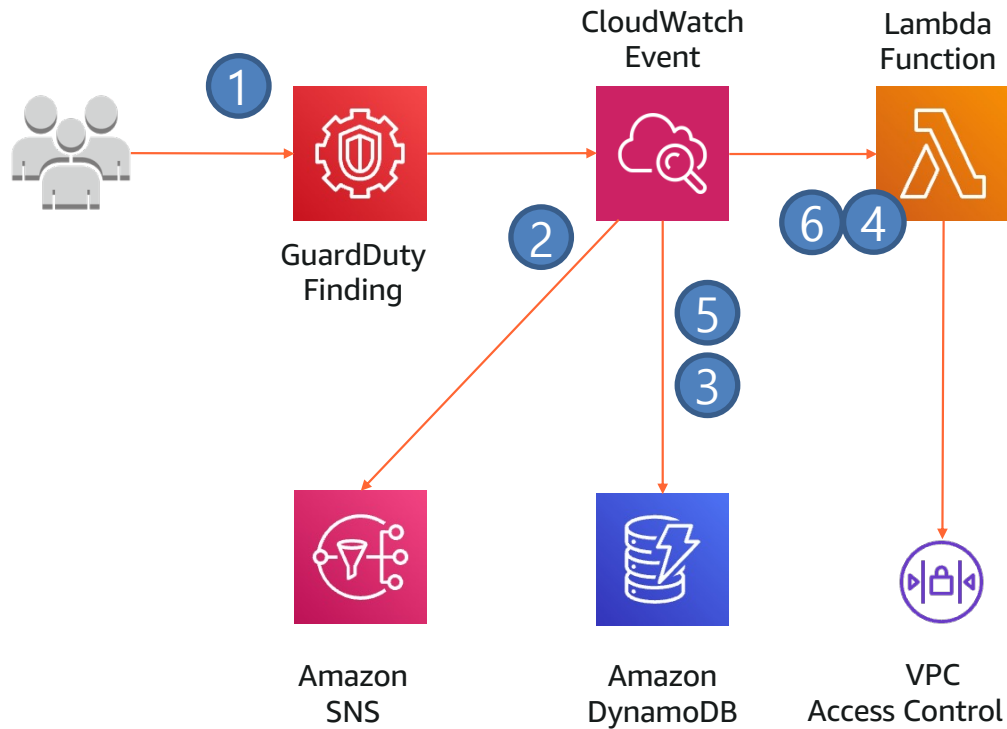 CloudWatch
Event
Lambda
Function
1
GuardDuty
Finding
2
6
4
5
3
Amazon
SNS
Amazon
DynamoDB
VPC
Access Control